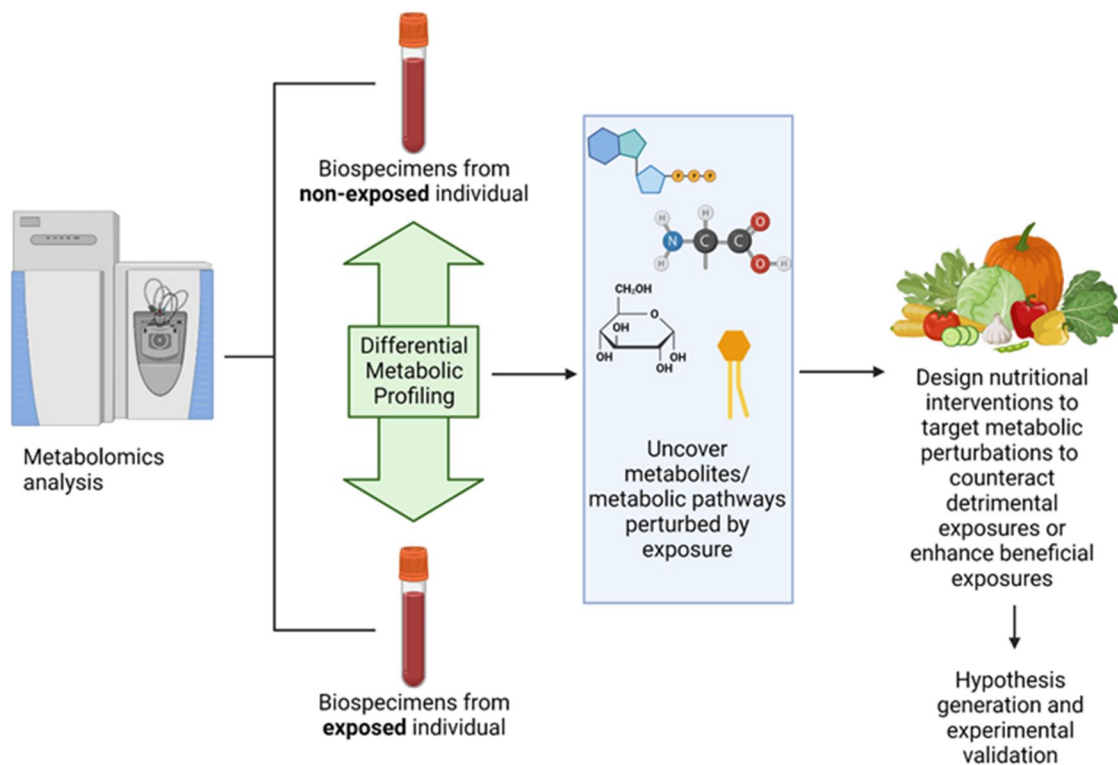 Biospecimens from
non-exposed individual
Metabolomics
analysis
Differential
Metabolic
Profiling
Biospecimens from
exposed individual
P P P
H
H
N
C
C
O
H
O
H
CH₂OH
O
OH
OH
OH
OH
Uncover
metabolites/
metabolic pathways
perturbed by
exposure
Design nutritional
interventions to
target metabolic
perturbations to
counteract
detrimental
exposures or
enhance beneficial
exposures
Hypothesis
generation and
experimental
validation